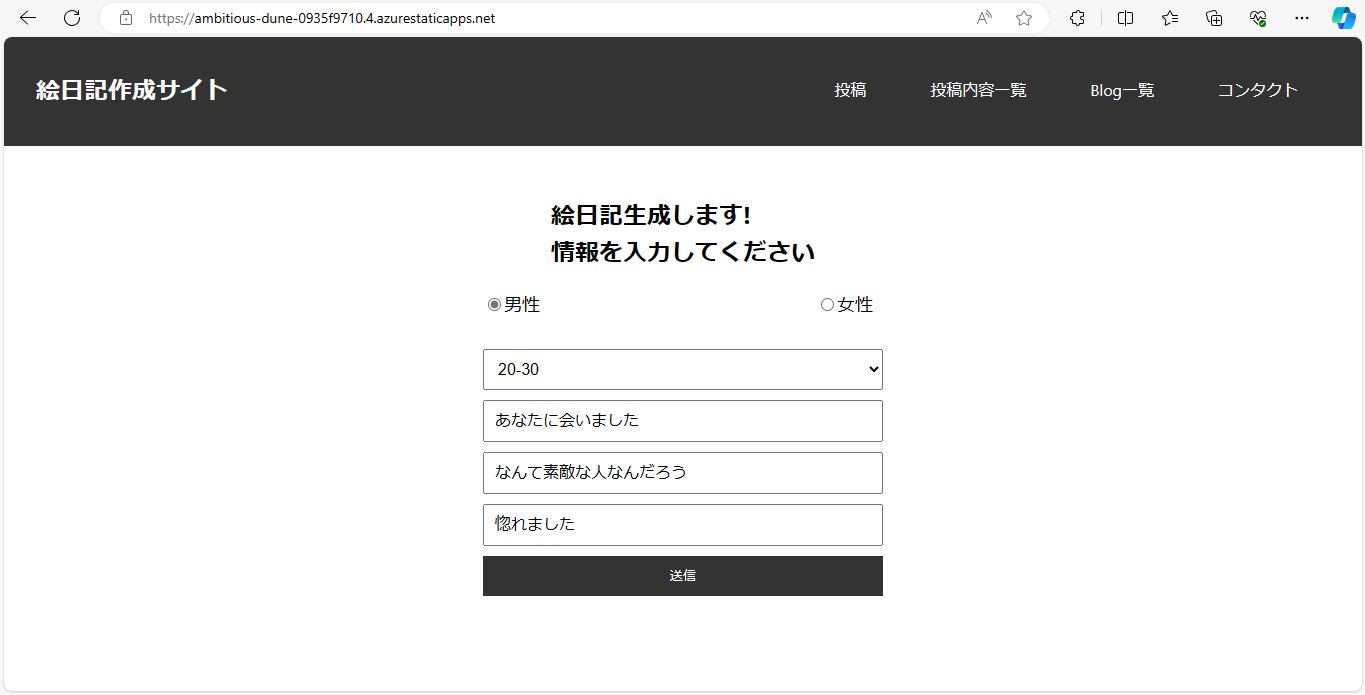 https://ambitious-dune-0935f9710.4.azurestaticapps.net
絵日記作成サイト
投稿
投稿内容一覧
Blog一覧
コンタクト
絵日記生成します!
情報を入力してください
男性
女性
20-30
あなたに会いました
なんて素敵な人なんだろう
惚れました
送信